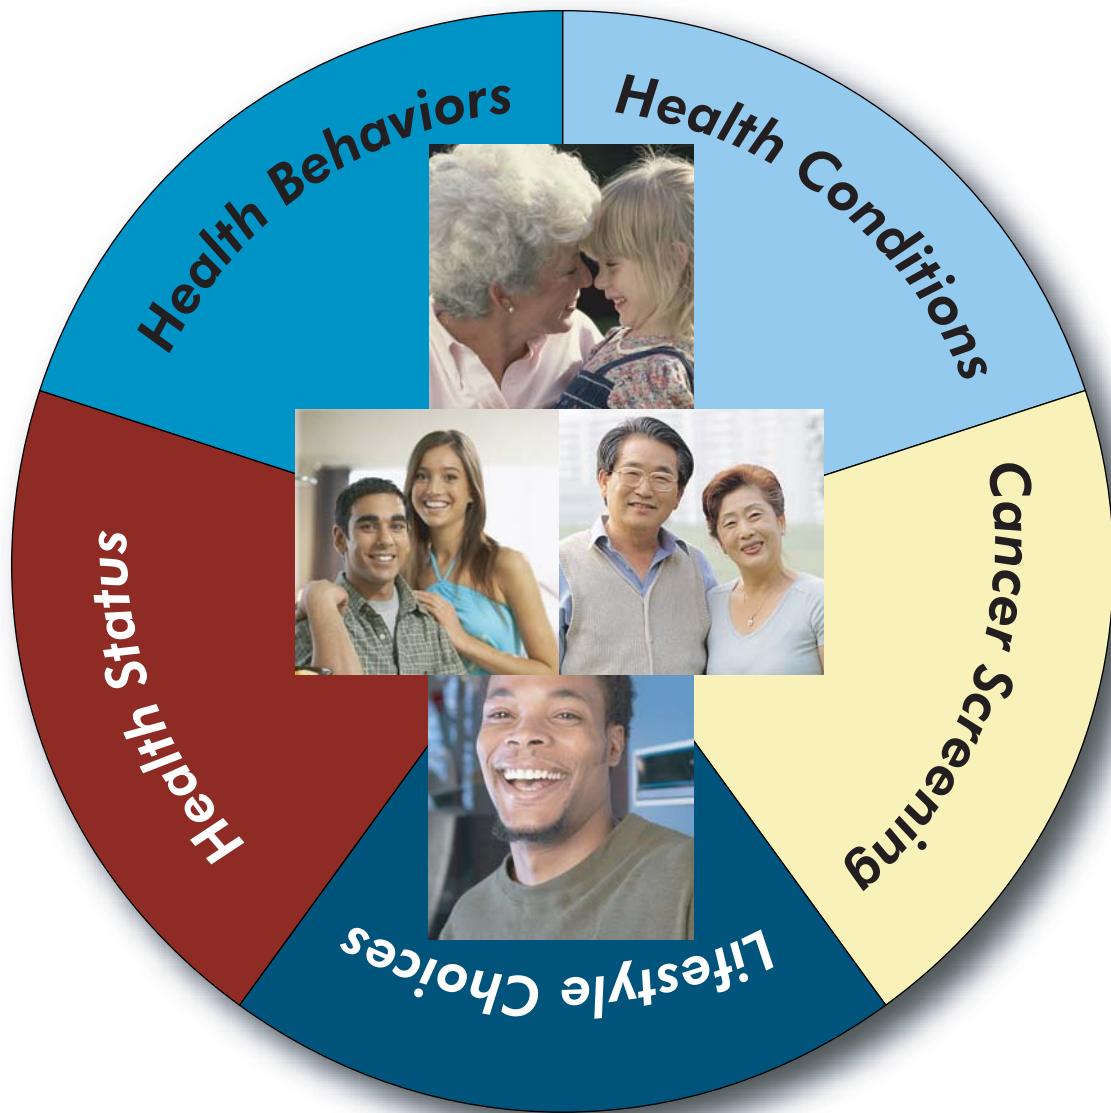 Health Behaviors
Health Conditions
Cancer Screening
Lifestyle Choices
Health Status